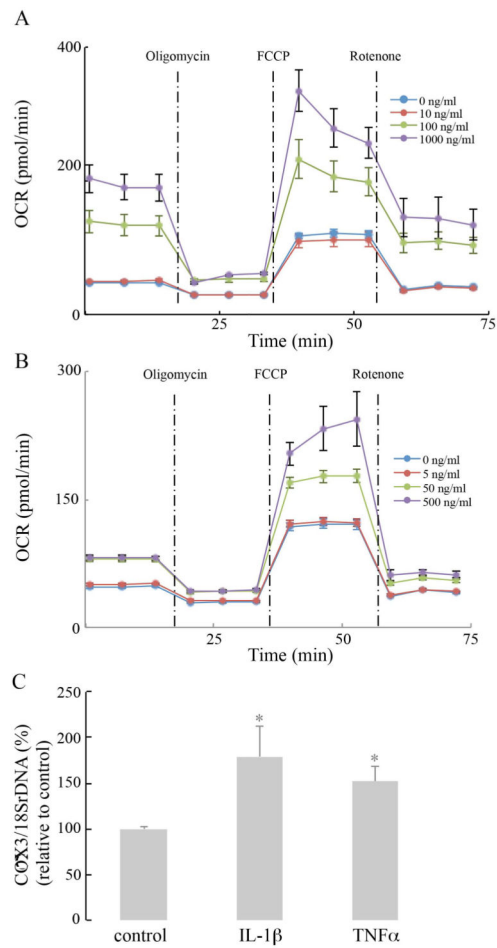 A
400
200
0
OCR (pmol/min)
Oligomycin
FCCP
Rotenone
0 ng/ml
10 ng/ml
100 ng/ml
1000 ng/ml
25
50
75
Time (min)
B
300
150
0
OCR (pmol/min)
Oligomycin
FCCP
Rotenone
0 ng/ml
5 ng/ml
50 ng/ml
500 ng/ml
25
50
75
Time (min)
C
COX3/18SrDNA (%)
(relative to control)
250
200
150
100
50
0
*
*
control
IL-1β
TNFα